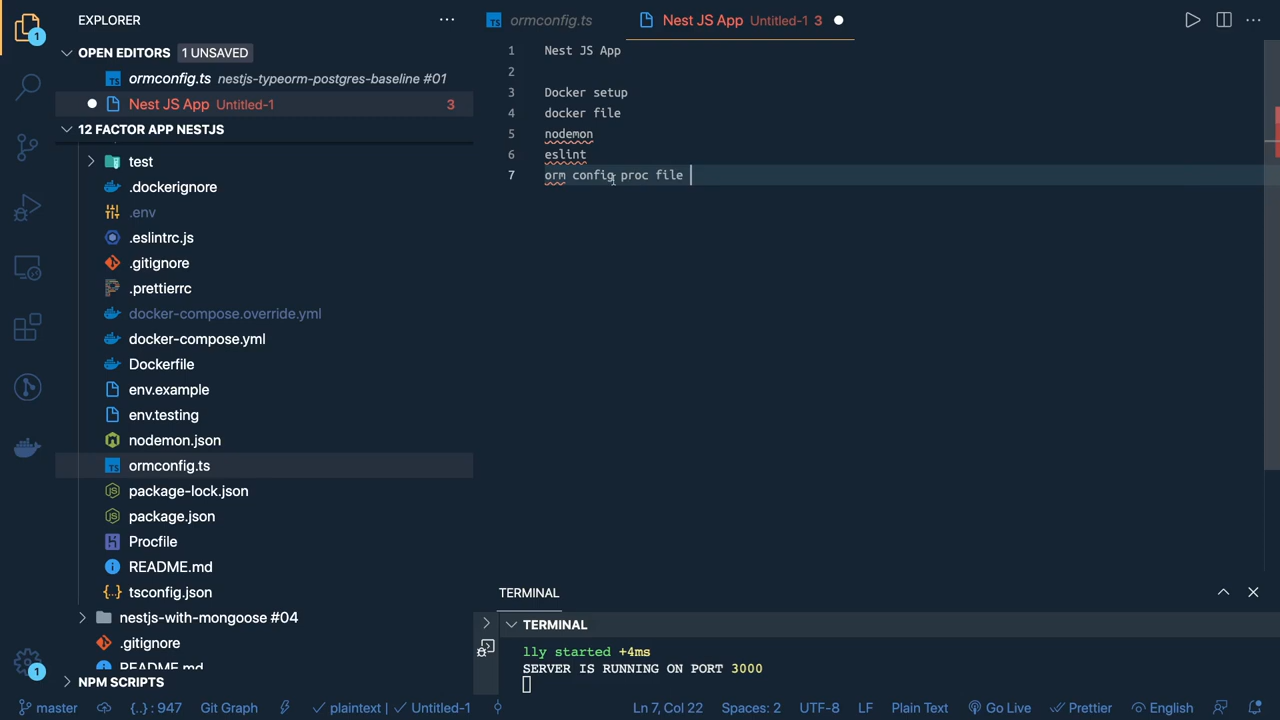 EXPLORER
OPEN EDITORS 1 UNSAVED
ormconfig.ts nestjs-typeorm-postgres-baseline #01
Nest JS App Untitled-1 3
12 FACTOR APP NESTJS
test
.dockerignore
.env
.eslintrc.js
.gitignore
.prettierrc
docker-compose.override.yml
docker-compose.yml
Dockerfile
env.example
env.testing
nodemon.json
ormconfig.ts
package-lock.json
package.json
Procfile
README.md
tsconfig.json
nestjs-with-mongoose #04
.gitignore
README.md
NPM SCRIPTS
1
1
ormconfig.ts
Nest JS App Untitled-1 3
1 Nest JS App
2
3 Docker setup
4 docker file
5 nodemon
6 eslint
7 orm config proc file
TERMINAL
TERMINAL
lly started +4ms
SERVER IS RUNNING ON PORT 3000
master {..} : 947 Git Graph plaintext | Untitled-1 Ln 7, Col 22 Spaces: 2 UTF-8 LF Plain Text Go Live Prettier English